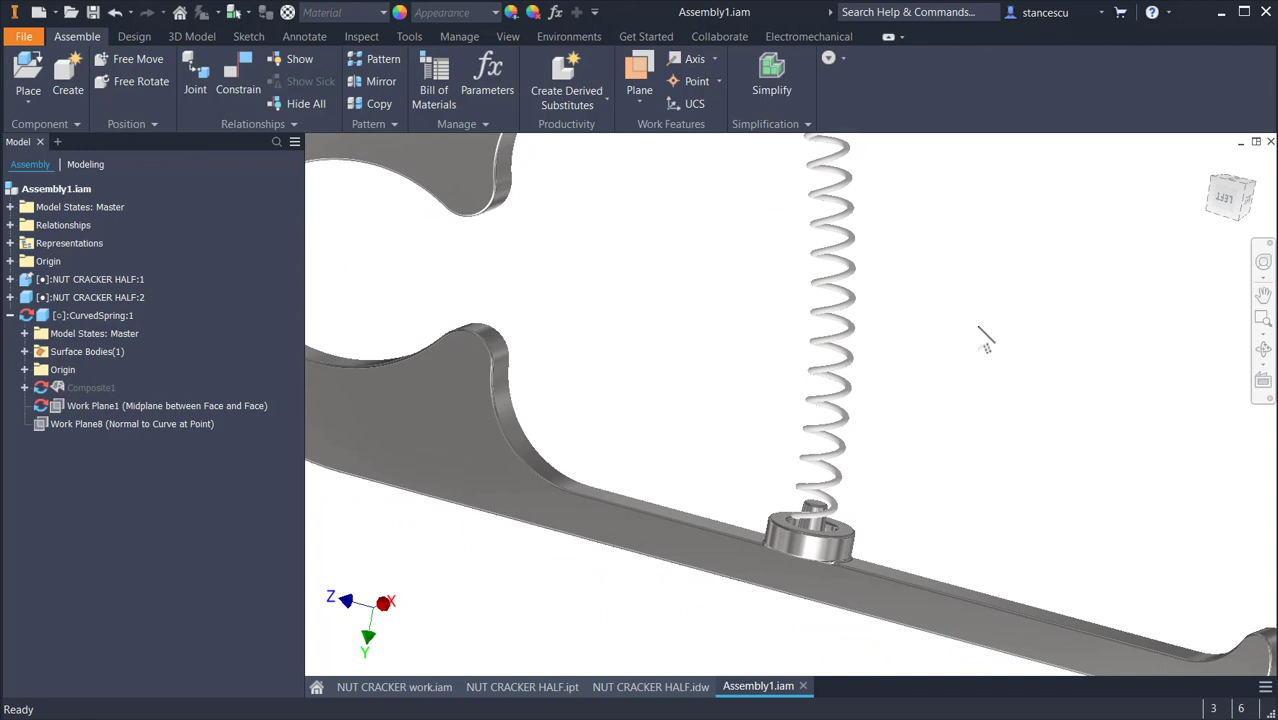 Material
Appearance
Assembly1.iam
Search Help & Commands...
stancescu
File
Assemble
Design
3D Model
Sketch
Annotate
Inspect
Tools
Manage
View
Environments
Get Started
Collaborate
Electromechanical
Place
Create
Free Move
Free Rotate
Joint
Constrain
Show
Show Sick
Hide All
Pattern
Mirror
Copy
Bill of
Materials
Parameters
Create Derived
Substitutes
Plane
Axis
Point
UCS
Simplify
Component
Position
Relationships
Pattern
Manage
Productivity
Work Features
Simplification
Model
Assembly
Modeling
Assembly1.iam
Model States: Master
Relationships
Representations
Origin
[●]:NUT CRACKER HALF:1
[●]:NUT CRACKER HALF:2
[○]:CurvedSpring:1
Model States: Master
Surface Bodies(1)
Origin
Composite1
Work Plane1 (Midplane between Face and Face)
Work Plane8 (Normal to Curve at Point)
LEFT
Z
X
Y
NUT CRACKER work.iam
NUT CRACKER HALF.ipt
NUT CRACKER HALF.idw
Assembly1.iam
Ready
3
6